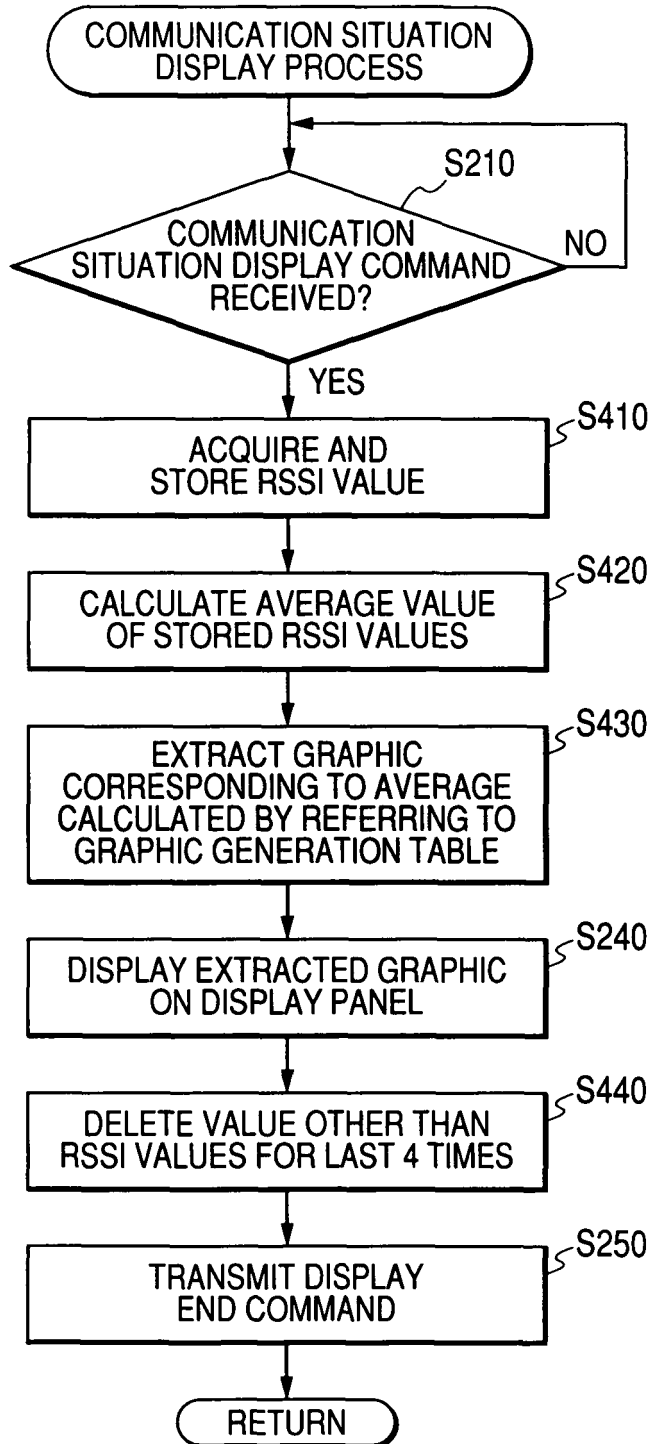 COMMUNICATION SITUATION
DISPLAY PROCESS
S210
COMMUNICATION
SITUATION DISPLAY COMMAND
RECEIVED?
NO
YES
S410
ACQUIRE AND
STORE RSSI VALUE
S420
CALCULATE AVERAGE VALUE
OF STORED RSSI VALUES
S430
EXTRACT GRAPHIC
CORRESPONDING TO AVERAGE
CALCULATED BY REFERRING TO
GRAPHIC GENERATION TABLE
S240
DISPLAY EXTRACTED GRAPHIC
ON DISPLAY PANEL
S440
DELETE VALUE OTHER THAN
RSSI VALUES FOR LAST 4 TIMES
S250
TRANSMIT DISPLAY
END COMMAND
RETURN